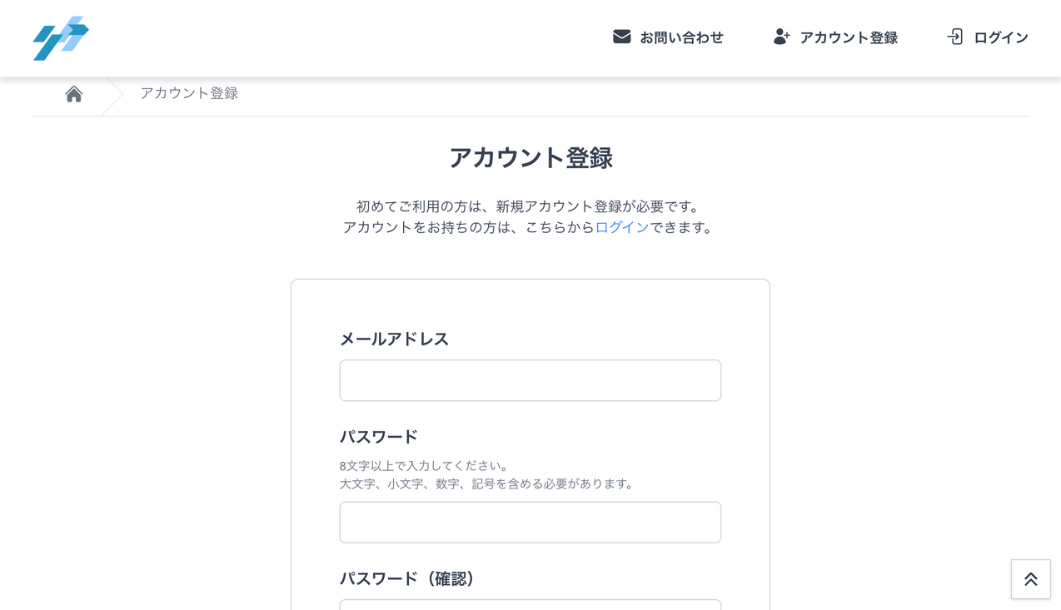 お問い合わせ
アカウント登録
ログイン
アカウント登録
アカウント登録
初めてご利用の方は、新規アカウント登録が必要です。
アカウントをお持ちの方は、こちらからログインできます。
メールアドレス
パスワード
8文字以上で入力してください。
大文字、小文字、数字、記号を含める必要があります。
パスワード（確認）